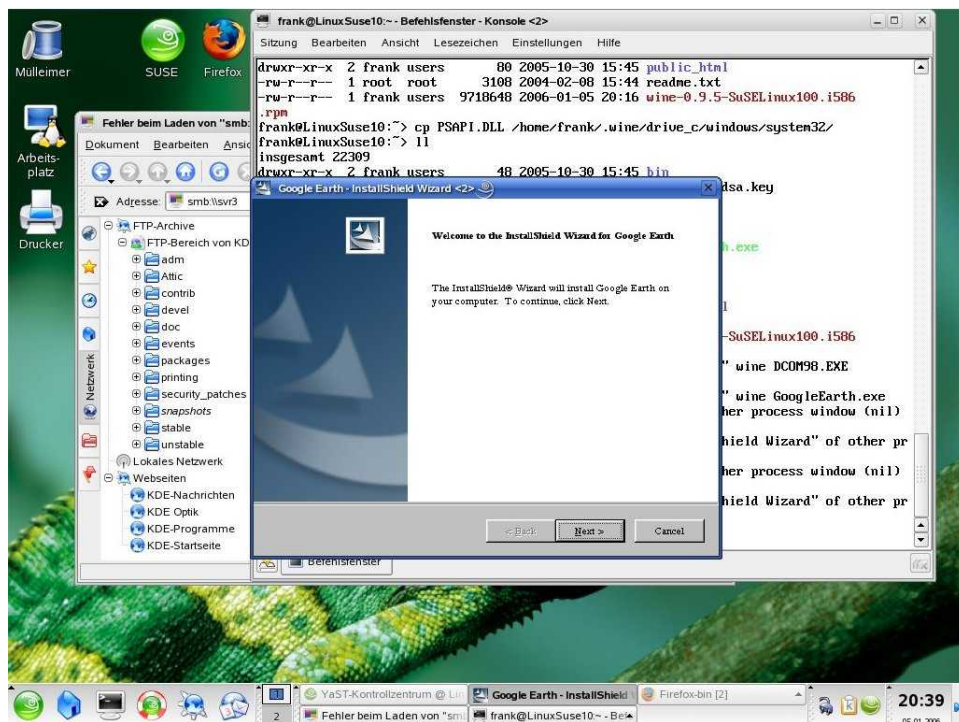 Mülleimer
SUSE
Firefox
Arbeits-
platz
Drucker
frank@LinuxSuse10:~ - Befehlsfenster - Konsole <2>
Sitzung Bearbeiten Ansicht Lesezeichen Einstellungen Hilfe
drwxr-xr-x 2 frank users 80 2005-10-30 15:45 public_html
-rw-r--r-- 1 root root 3108 2004-02-08 15:44 readme.txt
-rw-r--r-- 1 frank users 9718648 2006-01-05 20:16 wine-0.9.5-SuSELinux100.i586
.rpm
frank@LinuxSuse10:~> cp PSAPI.DLL /home/frank/.wine/drive_c/windows/system32/
frank@LinuxSuse10:~> ll
insgesamt 22309
drwxr-xr-x 2 frank users 48 2005-10-30 15:45 bin
dsa.key
h.exe
l
-SuSELinux100.i586
" wine DCOM98.EXE
" wine GoogleEarth.exe
her process window (nil)
hield Wizard" of other pr
her process window (nil)
hield Wizard" of other pr
Fehler beim Laden von "smb:
Dokument Bearbeiten Ansic
Adresse: smb:\\svr3
Netzwerk
FTP-Archive
FTP-Bereich von KD
adm
Attic
contrib
devel
doc
events
packages
printing
security_patches
snapshots
stable
unstable
Lokales Netzwerk
Webseiten
KDE-Nachrichten
KDE Optik
KDE-Programme
KDE-Startseite
Google Earth - InstallShield Wizard <2>
Welcome to the InstallShield Wizard for Google Earth
The InstallShield® Wizard will install Google Earth on
your computer. To continue, click Next.
< Back
Next >
Cancel
Befehlsfenster
1
2
YaST-Kontrollzentrum @ Lin
Google Earth - InstallShield
Firefox-bin [2]
Fehler beim Laden von "sm
frank@LinuxSuse10:~ - Bef
20:39
05.01.2006